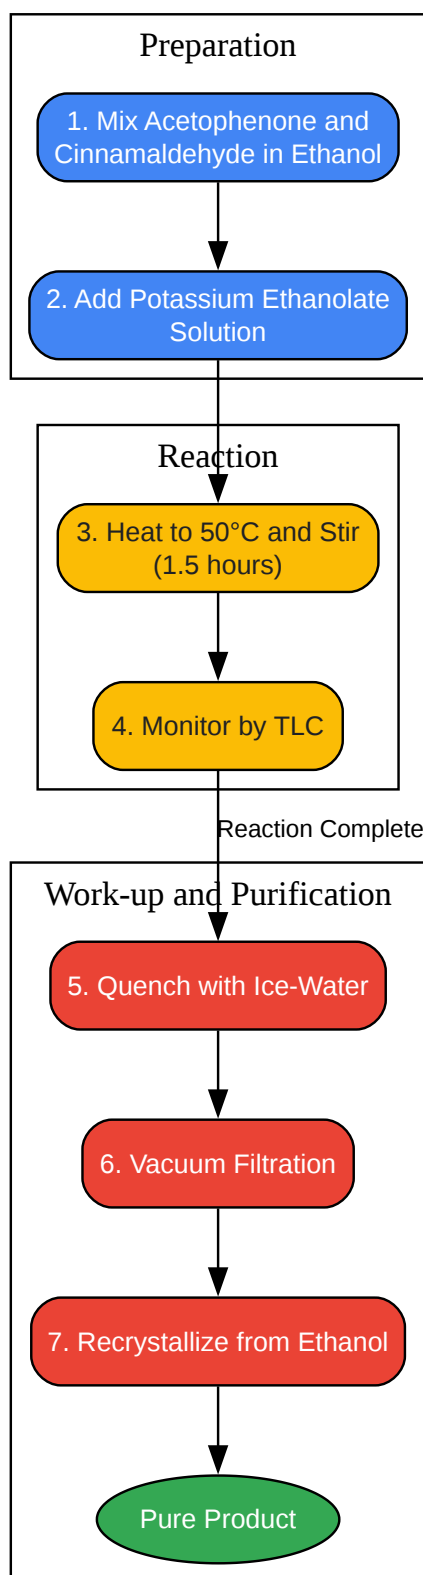 Preparation
1. Mix Acetophenone and
Cinnamaldehyde in Ethanol
2. Add Potassium Ethanolate
Solution
Reaction
3. Heat to 50°C and Stir
(1.5 hours)
4. Monitor by TLC
Reaction Complete
Work-up and Purification
5. Quench with Ice-Water
6. Vacuum Filtration
7. Recrystallize from Ethanol
Pure Product